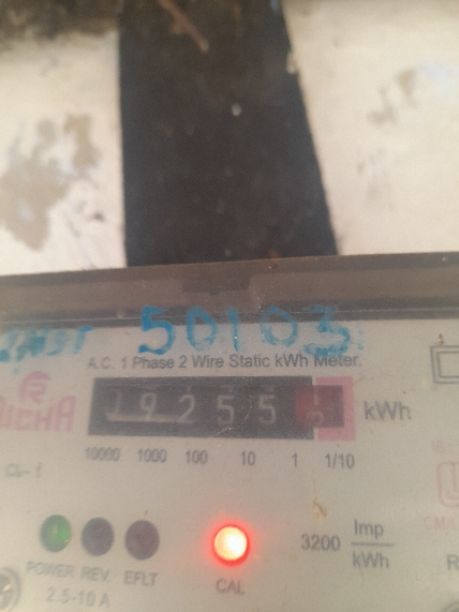 50103
A.C. 1 Phase 2 Wire Static kWh Meter.
19255 kWh
10000 1000 100 10 1 1/10
3200 Imp/kWh
POWER REV. EFLT CAL
2.5-10 A